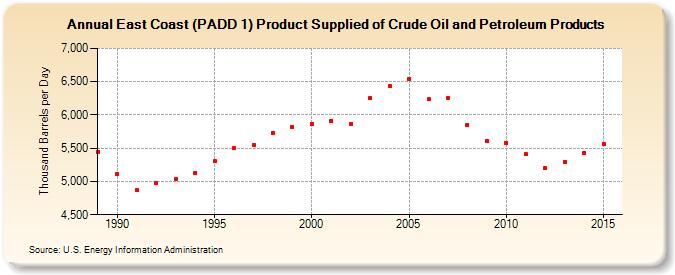 Annual East Coast (PADD 1) Product Supplied of Crude Oil and Petroleum Products
Thousand Barrels per Day
7,000
6,500
6,000
5,500
5,000
4,500
1990 1995 2000 2005 2010 2015
Source: U.S. Energy Information Administration